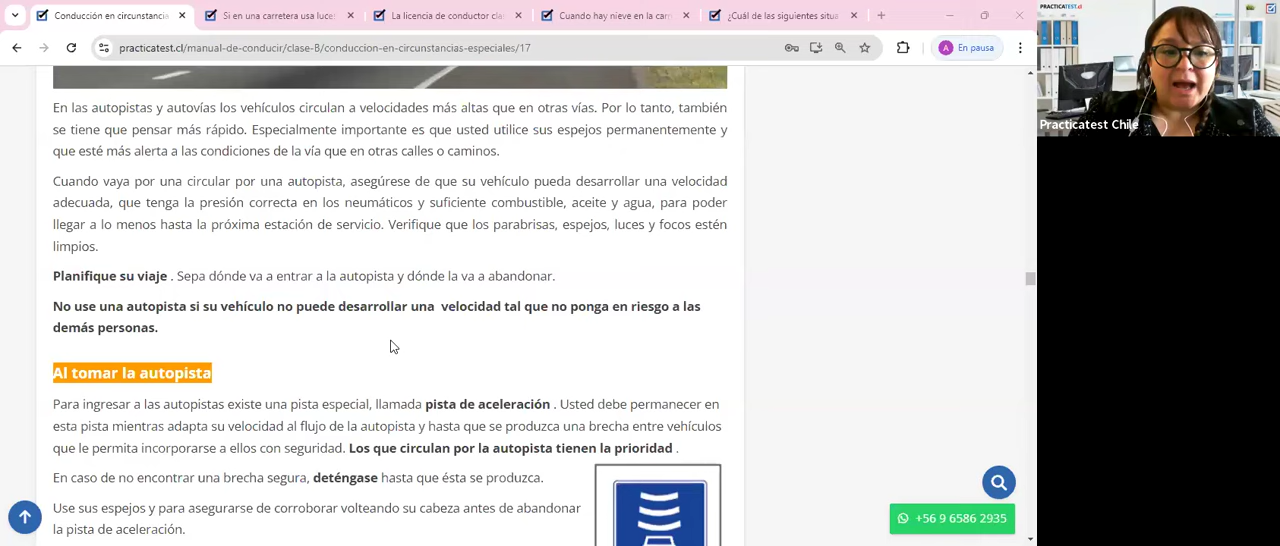 Conducción en circunstancia
Si en una carretera usa luce
La licencia de conductor cla
Cuando hay nieve en la carr
¿Cuál de las siguientes situa
practicatest.cl/manual-de-conducir/clase-B/conduccion-en-circunstancias-especiales/17
A En pausa
PRACTICATEST.cl
Practicatest Chile
En las autopistas y autovías los vehículos circulan a velocidades más altas que en otras vías. Por lo tanto, también
se tiene que pensar más rápido. Especialmente importante es que usted utilice sus espejos permanentemente y
que esté más alerta a las condiciones de la vía que en otras calles o caminos.
Cuando vaya por una circular por una autopista, asegúrese de que su vehículo pueda desarrollar una velocidad
adecuada, que tenga la presión correcta en los neumáticos y suficiente combustible, aceite y agua, para poder
llegar a lo menos hasta la próxima estación de servicio. Verifique que los parabrisas, espejos, luces y focos estén
limpios.
Planifique su viaje . Sepa dónde va a entrar a la autopista y dónde la va a abandonar.
No use una autopista si su vehículo no puede desarrollar una velocidad tal que no ponga en riesgo a las
demás personas.
Al tomar la autopista
Para ingresar a las autopistas existe una pista especial, llamada pista de aceleración . Usted debe permanecer en
esta pista mientras adapta su velocidad al flujo de la autopista y hasta que se produzca una brecha entre vehículos
que le permita incorporarse a ellos con seguridad. Los que circulan por la autopista tienen la prioridad .
En caso de no encontrar una brecha segura, deténgase hasta que ésta se produzca.
Use sus espejos y para asegurarse de corroborar volteando su cabeza antes de abandonar
la pista de aceleración.
+56 9 6586 2935